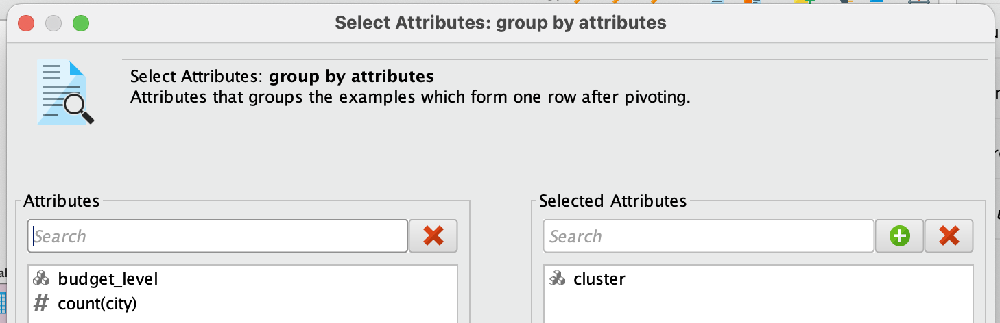 Select Attributes: group by attributes
Select Attributes: group by attributes
Attributes that groups the examples which form one row after pivoting.
Attributes
Selected Attributes
Search
Search
budget_level
cluster
# count(city)